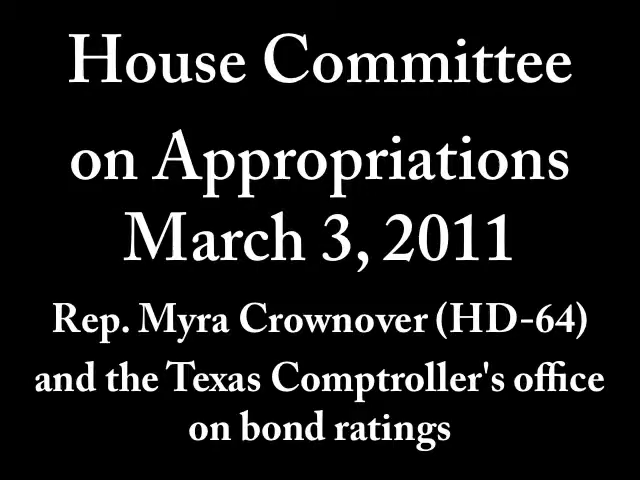 House Committee
on Appropriations
March 3, 2011
Rep. Myra Crownover (HD-64)
and the Texas Comptroller's office
on bond ratings